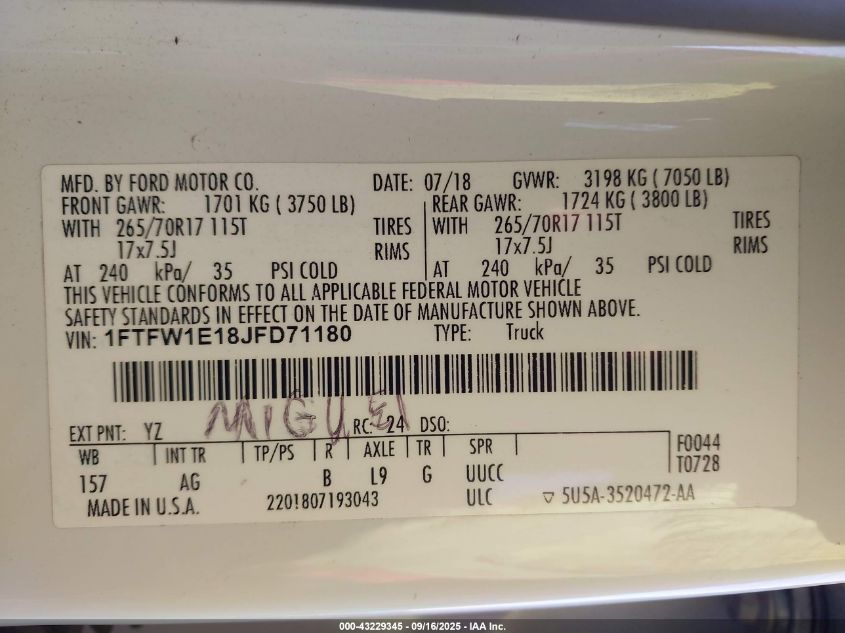 MFD. BY FORD MOTOR CO. DATE: 07/18 GVWR: 3198 KG ( 7050 LB)
FRONT GAWR: 1701 KG ( 3750 LB) REAR GAWR: 1724 KG ( 3800 LB)
WITH 265/70R17 115T TIRES WITH 265/70R17 115T TIRES
17x7.5J RIMS 17x7.5J RIMS
AT 240 kPa/ 35 PSI COLD AT 240 kPa/ 35 PSI COLD
THIS VEHICLE CONFORMS TO ALL APPLICABLE FEDERAL MOTOR VEHICLE
SAFETY STANDARDS IN EFFECT ON THE DATE OF MANUFACTURE SHOWN ABOVE.
VIN: 1FTFW1E18JFD71180 TYPE: Truck
MIGUEl
EXT PNT: YZ RC: 24 DSO:
WB INT TR TP/PS R AXLE TR SPR F0044
157 AG B L9 G UUCC T0728
MADE IN U.S.A. 2201807193043 ULC ▽ 5U5A-3520472-AA
000-43229345 - 09/16/2025 - IAA Inc.